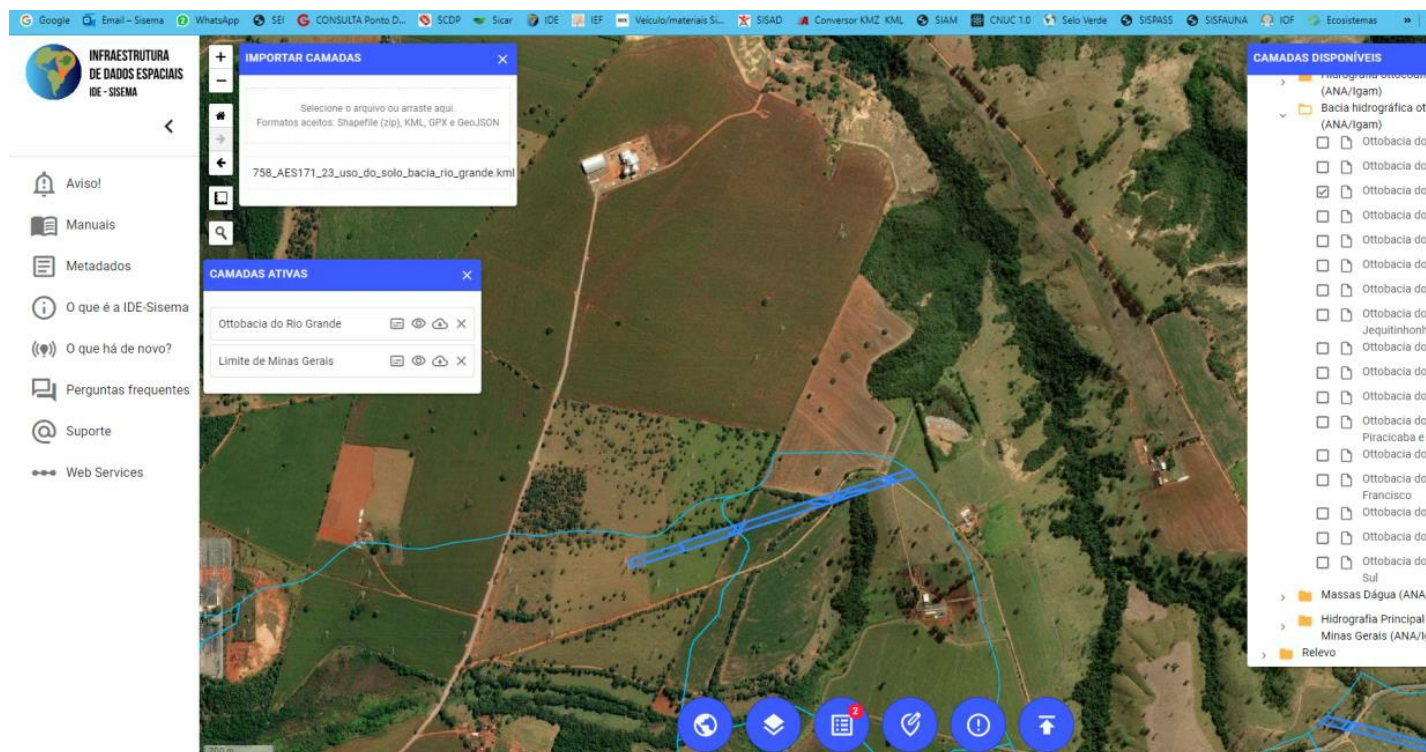 Google
Email – Sisema
WhatsApp
SEI
CONSULTA Ponto D...
SCDP
Sicar
IDE
IEF
Veículo/materiais Si...
SISAD
Conversor KMZ KML
SIAM
CNUC 1.0
Selo Verde
SISPASS
SISFAUNA
IOF
Ecosistemas
»
INFRAESTRUTURA
DE DADOS ESPACIAIS
IDE - SISEMA
Aviso!
Manuais
Metadados
O que é a IDE-Sisema
O que há de novo?
Perguntas frequentes
Suporte
Web Services
IMPORTAR CAMADAS
Selecione o arquivo ou arraste aqui.
Formatos aceitos: Shapefile (zip), KML, GPX e GeoJSON
758_AES171_23_uso_do_solo_bacia_rio_grande.kml
CAMADAS ATIVAS
Ottobacia do Rio Grande
Limite de Minas Gerais
CAMADAS DISPONÍVEIS
(ANA/Igam)
Bacia hidrográfica ot
(ANA/Igam)
Ottobacia do
Ottobacia do
Ottobacia do
Ottobacia do
Ottobacia do
Ottobacia do
Ottobacia do
Ottobacia do
Jequitinhonh
Ottobacia do
Ottobacia do
Ottobacia do
Ottobacia do
Piracicaba e
Ottobacia do
Ottobacia do
Francisco
Ottobacia do
Ottobacia do
Ottobacia do
Sul
Massas Dágua (ANA
Hidrografia Principal
Minas Gerais (ANA/I
Relevo
2
200 m